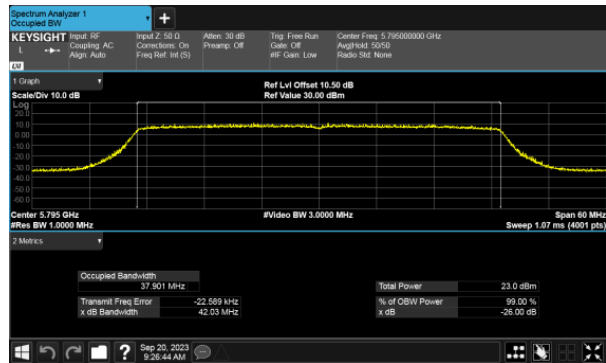 Spectrum Analyzer 1
Occupied BW
KEYSIGHT Input: RF Input Z: 50 Ω Atten: 30 dB Trig: Free Run Center Freq: 5.795000000 GHz
L Coupling: AC Corrections: On Preamp: Off Gate: Off Avg|Hold: 50/50
Align: Auto Freq Ref: Int (S) #IF Gain: Low Radio Std: None
LXI
1 Graph
Scale/Div 10.0 dB
Ref Lvl Offset 10.50 dB
Ref Value 30.00 dBm
Log
20.0
10.0
0.00
-10.0
-20.0
-30.0
-40.0
-50.0
-60.0
Center 5.795 GHz #Video BW 3.0000 MHz Span 60 MHz
#Res BW 1.0000 MHz Sweep 1.07 ms (4001 pts)
2 Metrics
Occupied Bandwidth
37.901 MHz
Total Power 23.0 dBm
Transmit Freq Error -22.589 kHz % of OBW Power 99.00 %
x dB Bandwidth 42.03 MHz x dB -26.00 dB
? Sep 20, 2023
9:26:44 AM